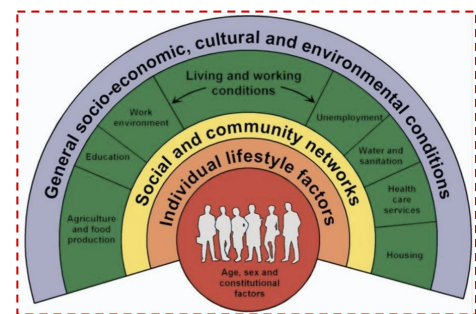 General socio-economic, cultural and environmental conditions
Living and working
conditions
Work
environment
Unemployment
Education
Water and
sanitation
Agriculture
and food
production
Health
care
services
Housing
Social and community networks
Individual lifestyle factors
Age, sex and
constitutional
factors